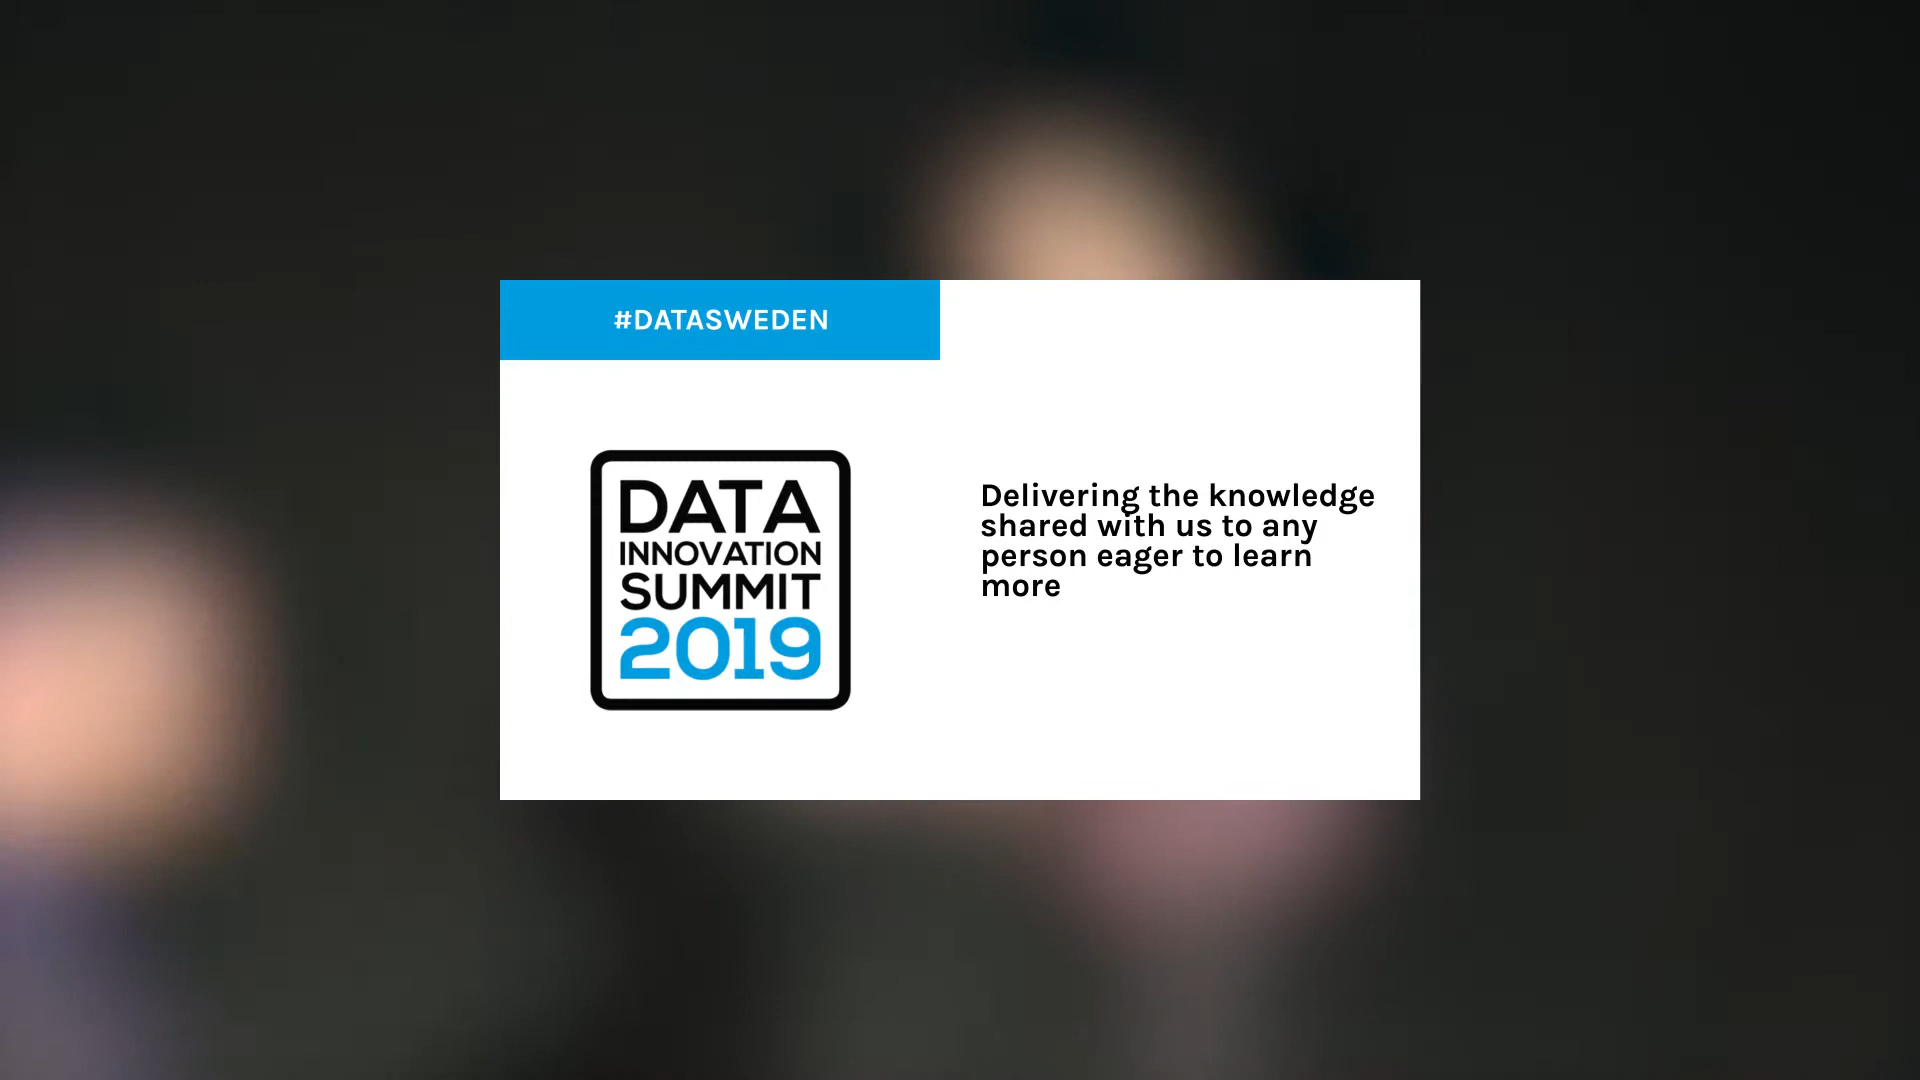 #DATASWEDEN
DATA
INNOVATION
SUMMIT
2019
Delivering the knowledge
shared with us to any
person eager to learn
more